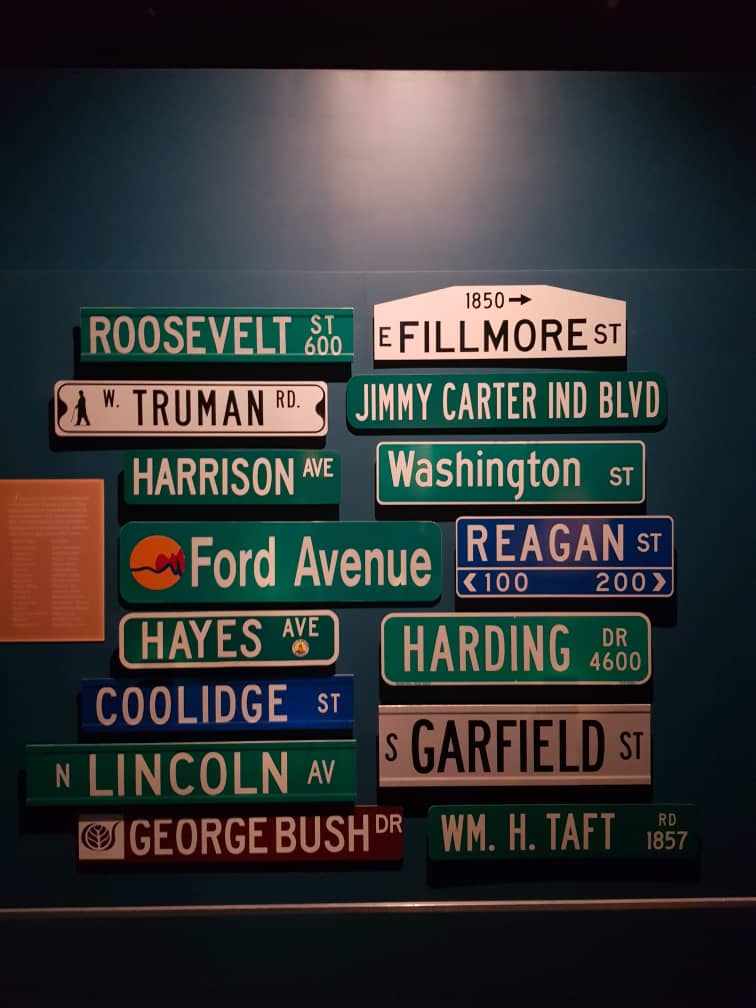 ROOSEVELT ST 600
1850 →
E FILLMORE ST
W. TRUMAN RD.
JIMMY CARTER IND BLVD
HARRISON AVE
Washington ST
Ford Avenue
REAGAN ST
<100 200>
HAYES AVE
HARDING DR 4600
COOLIDGE ST
S GARFIELD ST
N LINCOLN AV
GEORGE BUSH DR
WM. H. TAFT RD 1857